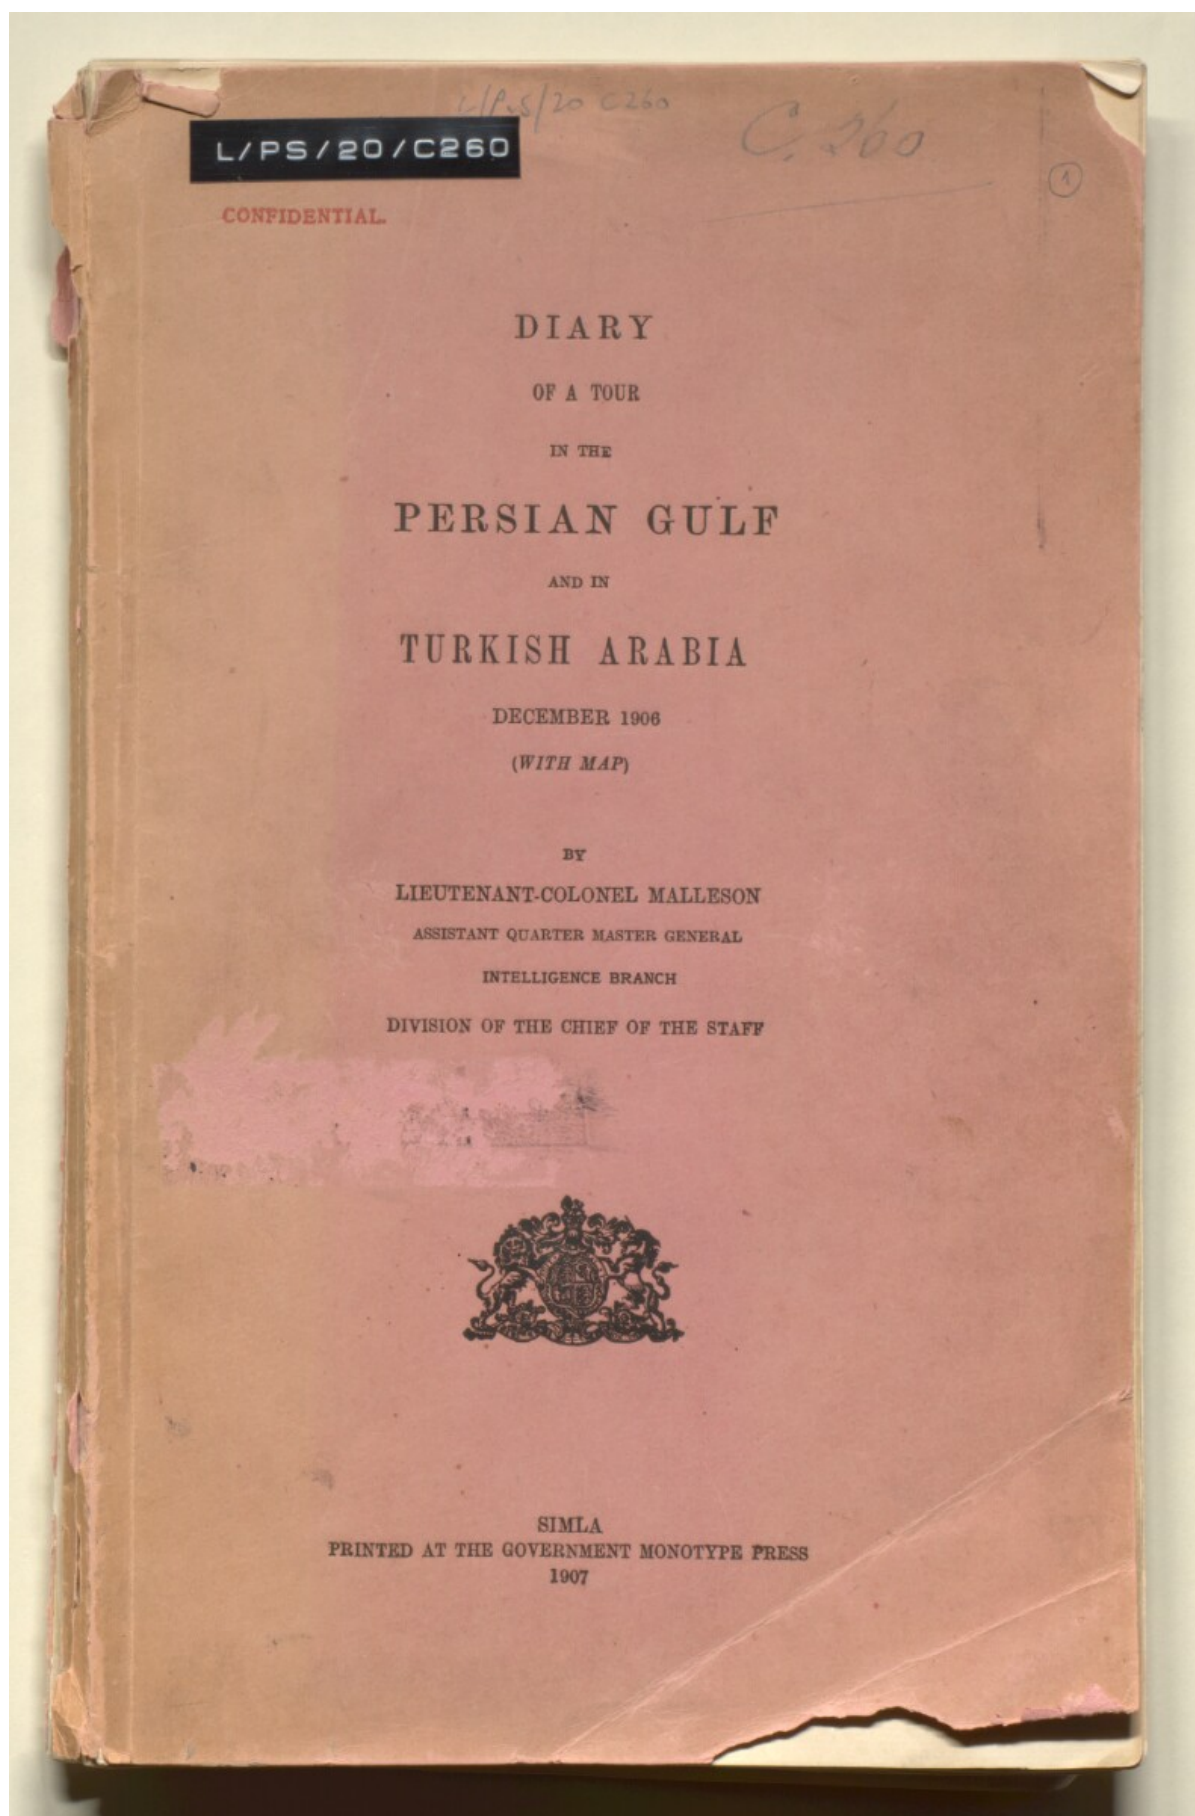 L/P.S/20 C260
C. 260
L/PS/20/C260
1
CONFIDENTIAL.
DIARY
OF A TOUR
IN THE
PERSIAN GULF
AND IN
TURKISH ARABIA
DECEMBER 1906
(WITH MAP)
BY
LIEUTENANT-COLONEL MALLESON
ASSISTANT QUARTER MASTER GENERAL
INTELLIGENCE BRANCH
DIVISION OF THE CHIEF OF THE STAFF
SIMLA
PRINTED AT THE GOVERNMENT MONOTYPE PRESS
1907